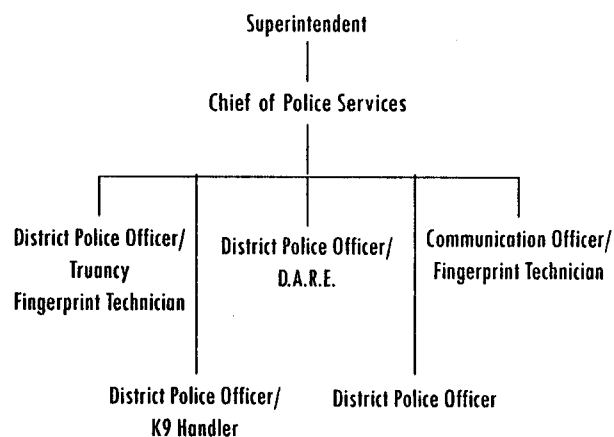 Superintendent
Chief of Police Services
District Police Officer/
Truancy
Fingerprint Technician
District Police Officer/
D.A.R.E.
Communication Officer/
Fingerprint Technician
District Police Officer/
K9 Handler
District Police Officer